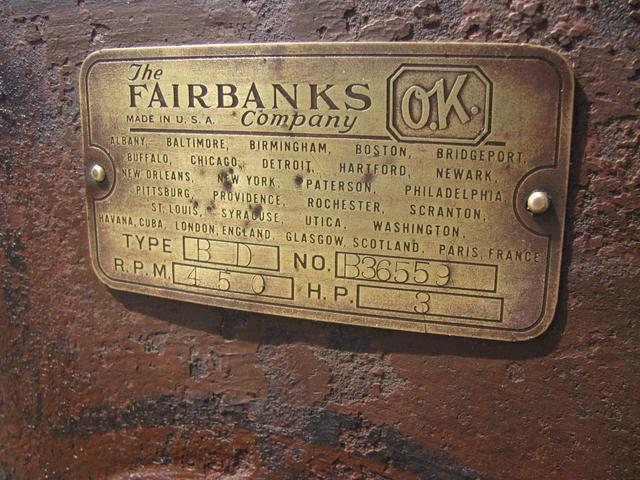 The
FAIRBANKS
MADE IN U.S.A. Company
O.K.
ALBANY, BALTIMORE, BIRMINGHAM, BOSTON, BRIDGEPORT,
BUFFALO, CHICAGO, DETROIT, HARTFORD, NEWARK,
NEW ORLEANS, NEW YORK, PATERSON, PHILADELPHIA,
PITTSBURG, PROVIDENCE, ROCHESTER, SCRANTON,
ST. LOUIS, SYRACUSE, UTICA, WASHINGTON,
HAVANA, CUBA, LONDON, ENGLAND, GLASGOW, SCOTLAND, PARIS, FRANCE
TYPE B D NO. B36559
R.P.M. 450 H.P. 3